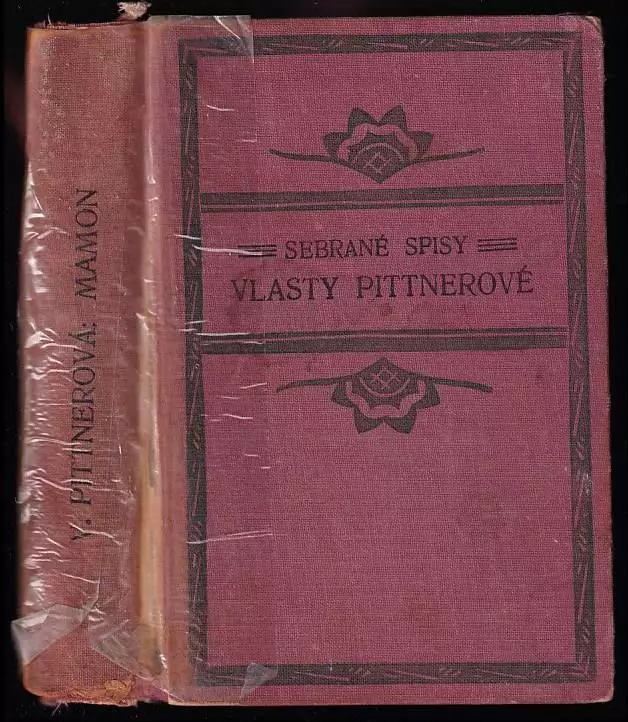 V. PITTNEROVÁ: MAMON
SEBRANÉ SPISY
VLASTY PITTNEROVÉ